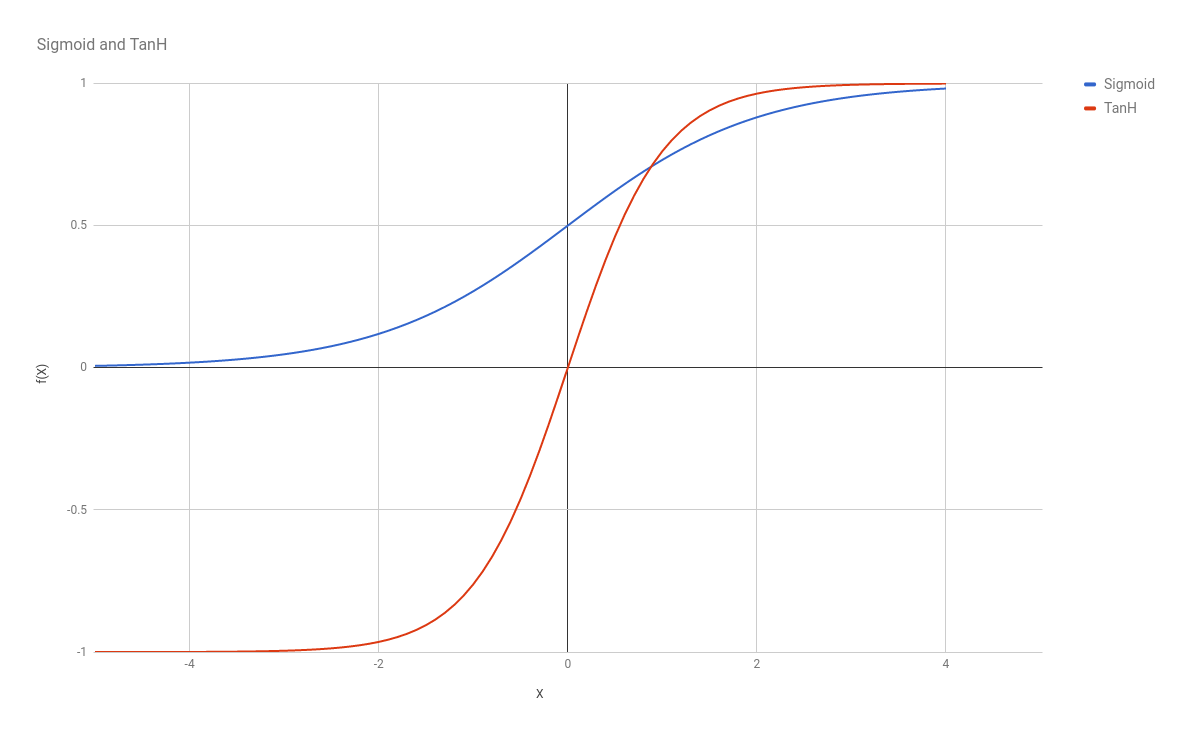 Sigmoid and TanH
Sigmoid
TanH
1
0.5
0
-0.5
-1
f(X)
-4
-2
0
2
4
X